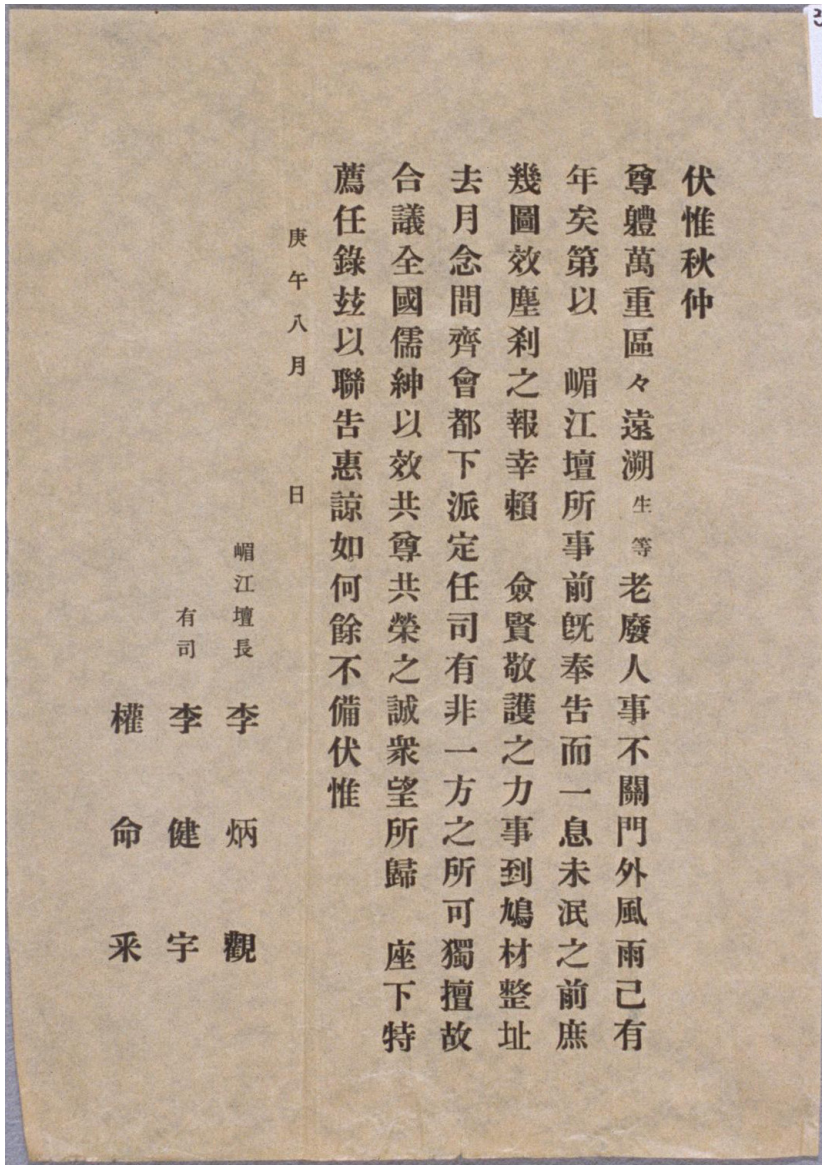 伏惟秋仲
尊軆萬重區々遠溯生等老廢人事不關門外風雨己有
年矣第以 嵋江壇所事前旣奉告而一息未泯之前庶
幾圖效塵刹之報幸賴 僉賢敬護之力事到鳩材整址
去月念間齊會都下派定任司有非一方之所可獨擅故
合議全國儒紳以效共尊共榮之誠衆望所歸 座下特
薦任錄玆以聯告惠諒如何餘不備伏惟
庚午八月 日
嵋江壇長 李炳觀
有司 李健宇
權命采